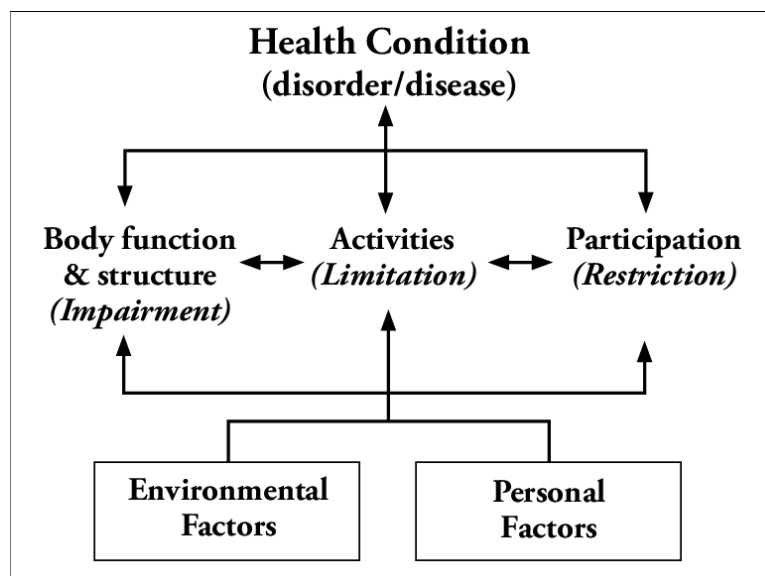 Health Condition
(disorder/disease)
Body function
& structure
(Impairment)
Activities
(Limitation)
Participation
(Restriction)
Environmental
Factors
Personal
Factors